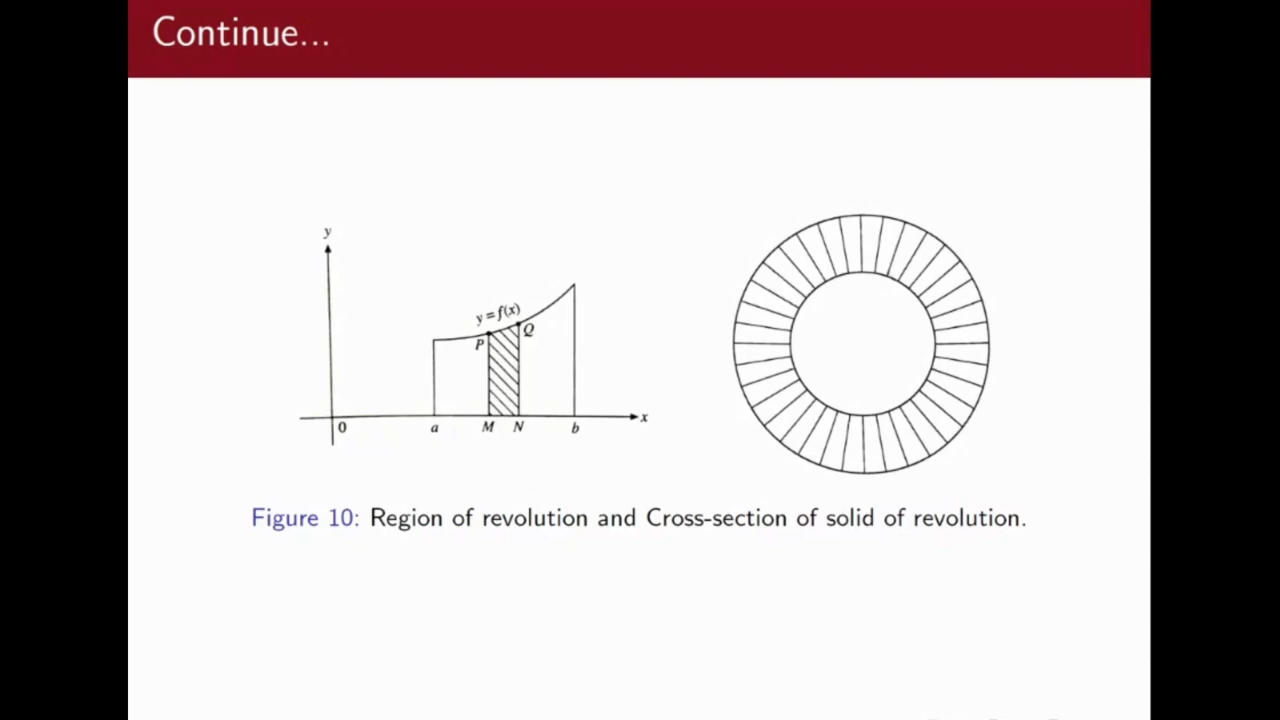 Continue...
y
y = f(x)
P
Q
0
a
M
N
b
x
Figure 10: Region of revolution and Cross-section of solid of revolution.